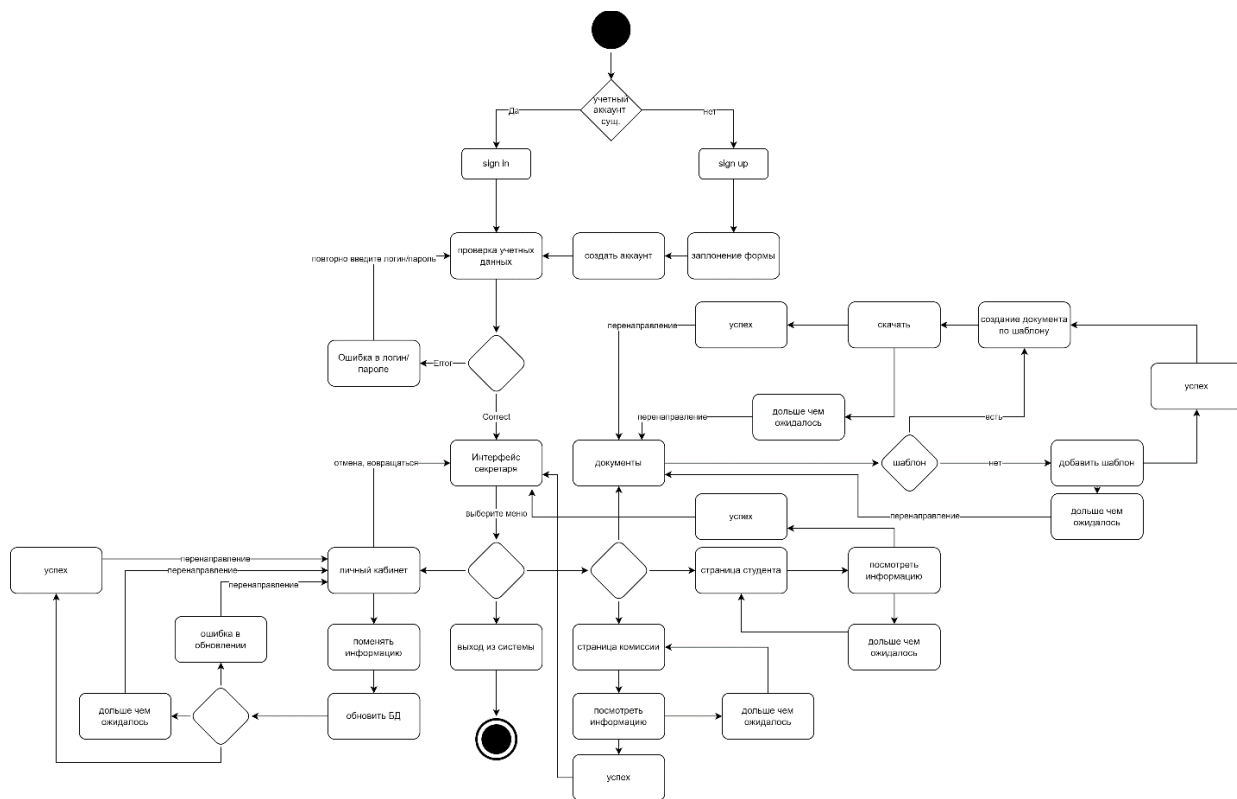 учетный
аккаунт
сущ.
Да
нет
sign in
sign up
проверка учетных
данных
создать аккаунт
заплонение формы
повторно введите логин/пароль
Ошибка в логин/
пароле
Error
Correct
перенаправление
успех
скачать
создание документа
по шаблону
успех
перенаправление
дольше чем
ожидалось
есть
Интерфейс
секретаря
документы
шаблон
нет
добавить шаблон
отмена, возвращаться
выберите меню
успех
перенаправление
дольше чем
ожидалось
успех
перенаправление
перенаправление
перенаправление
личный кабинет
страница студента
посмотреть
информацию
ошибка в
обновлении
поменять
информацию
выход из системы
страница комиссии
дольше чем
ожидалось
дольше чем
ожидалось
обновить БД
посмотреть
информацию
дольше чем
ожидалось
успех